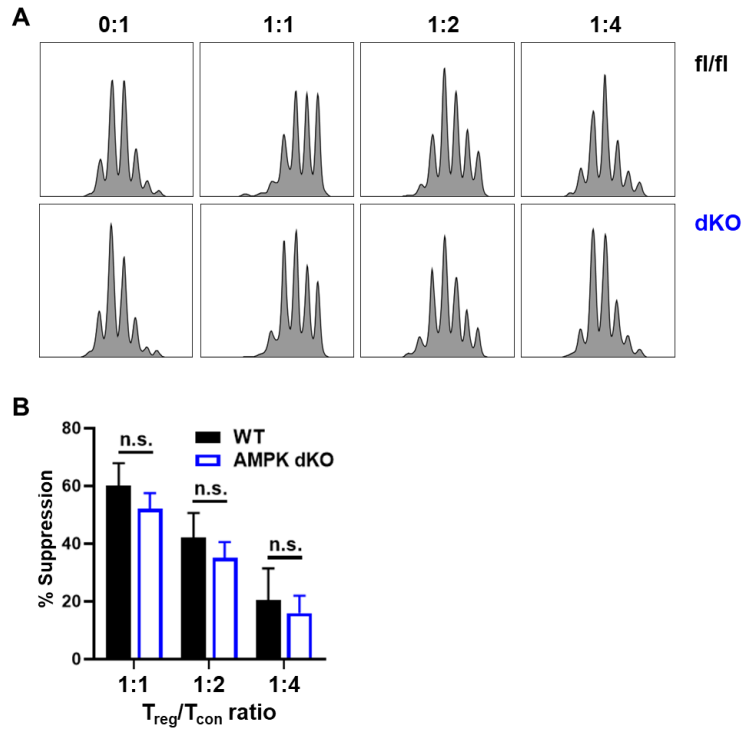 A
0:1 1:1 1:2 1:4
fl/fl
dKO
B
% Suppression
80
60
40
20
0
n.s.
n.s.
n.s.
WT
AMPK dKO
1:1 1:2 1:4
Treg/Tcon ratio